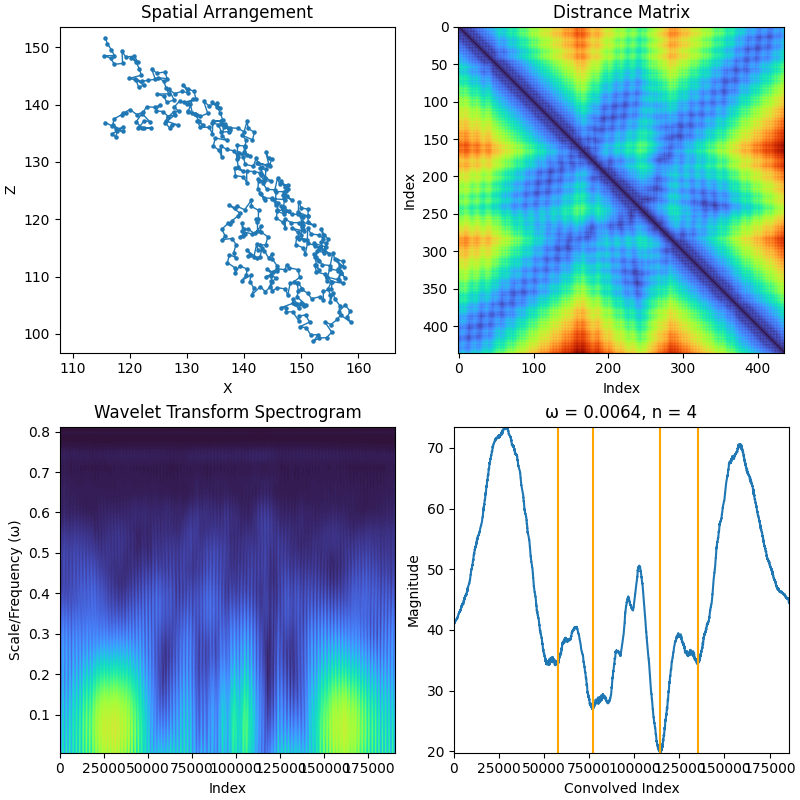 Spatial Arrangement
150
140
130
120
110
100
Z
110 120 130 140 150 160
X
Distrance Matrix
0
50
100
150
200
250
300
350
400
Index
0 100 200 300 400
Index
Wavelet Transform Spectrogram
0.8
0.7
0.6
0.5
0.4
0.3
0.2
0.1
Scale/Frequency (ω)
0 25000 50000 75000 100000 125000 150000 175000
Index
ω = 0.0064, n = 4
70
60
50
40
30
20
Magnitude
0 25000 50000 75000 100000 125000 150000 175000
Convolved Index